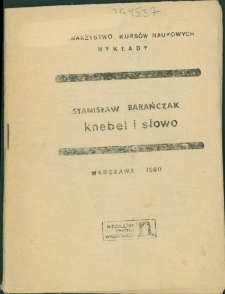 TOWARZYSTWO KURSÓW NAUKOWYCH
WYKŁADY
STANISŁAW BARAŃCZAK
knebel i słowo
WARSZAWA 1980